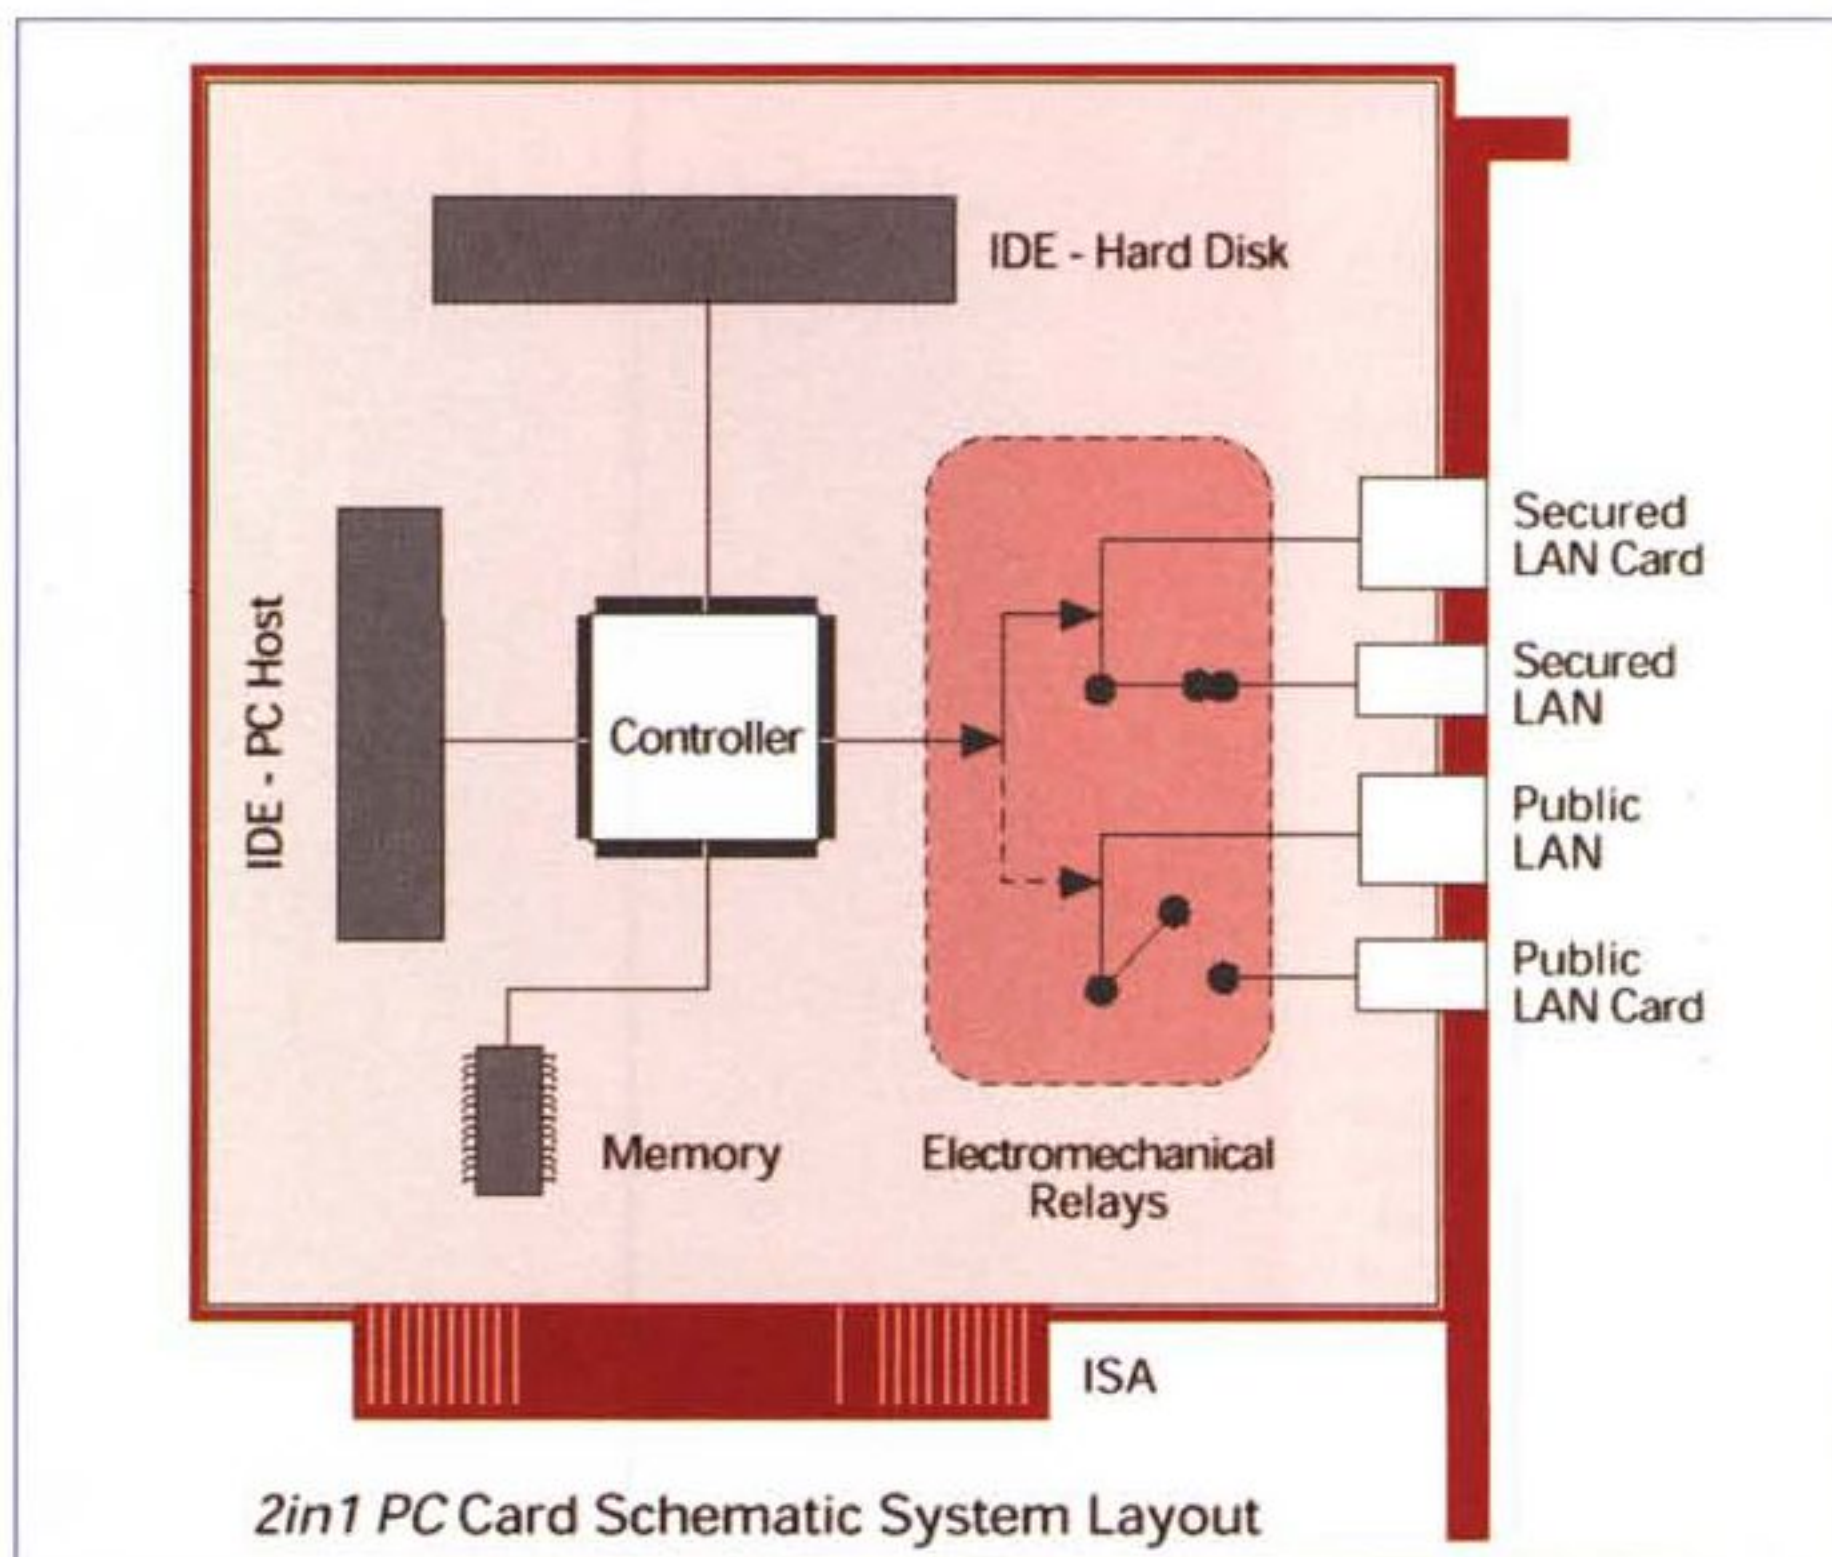 IDE - Hard Disk
Secured
LAN Card
IDE - PC Host
Secured
LAN
Controller
Public
LAN
Public
LAN Card
Memory
Electromechanical
Relays
ISA
2in1 PC Card Schematic System Layout